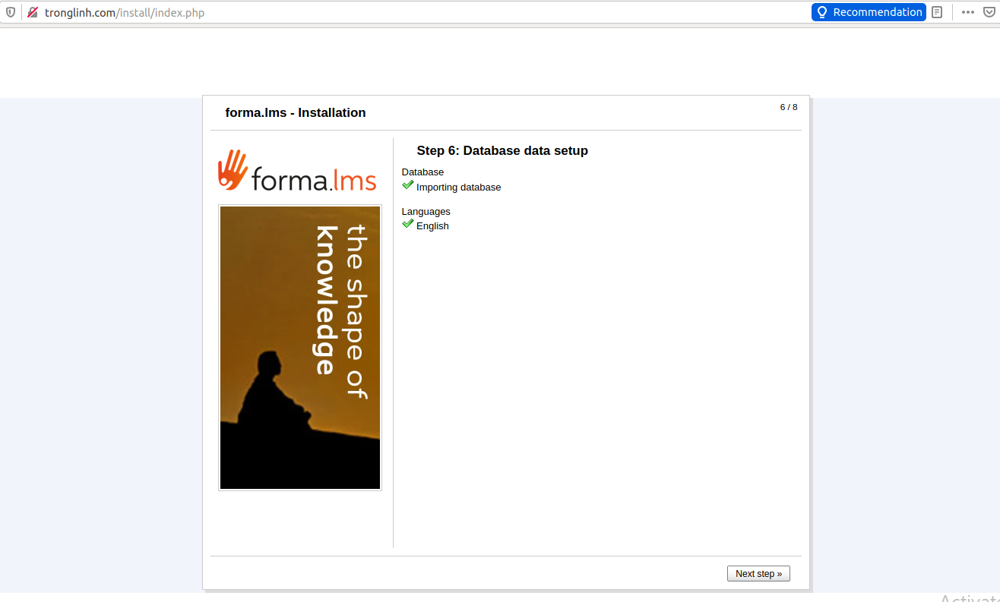 tronglinh.com/install/index.php
Recommendation
forma.lms - Installation
6 / 8
forma.lms
the shape of
knowledge
Step 6: Database data setup
Database
Importing database
Languages
English
Next step »